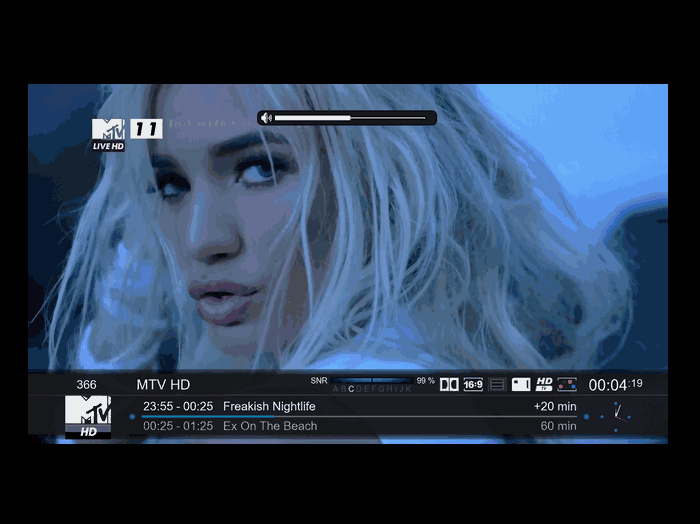 MTV 11
LIVE HD
366 MTV HD SNR 99 % 16:9 HD 00:04:19
A B C D E F G H I J K
MTV 23:55 - 00:25 Freakish Nightlife +20 min
HD 00:25 - 01:25 Ex On The Beach 60 min